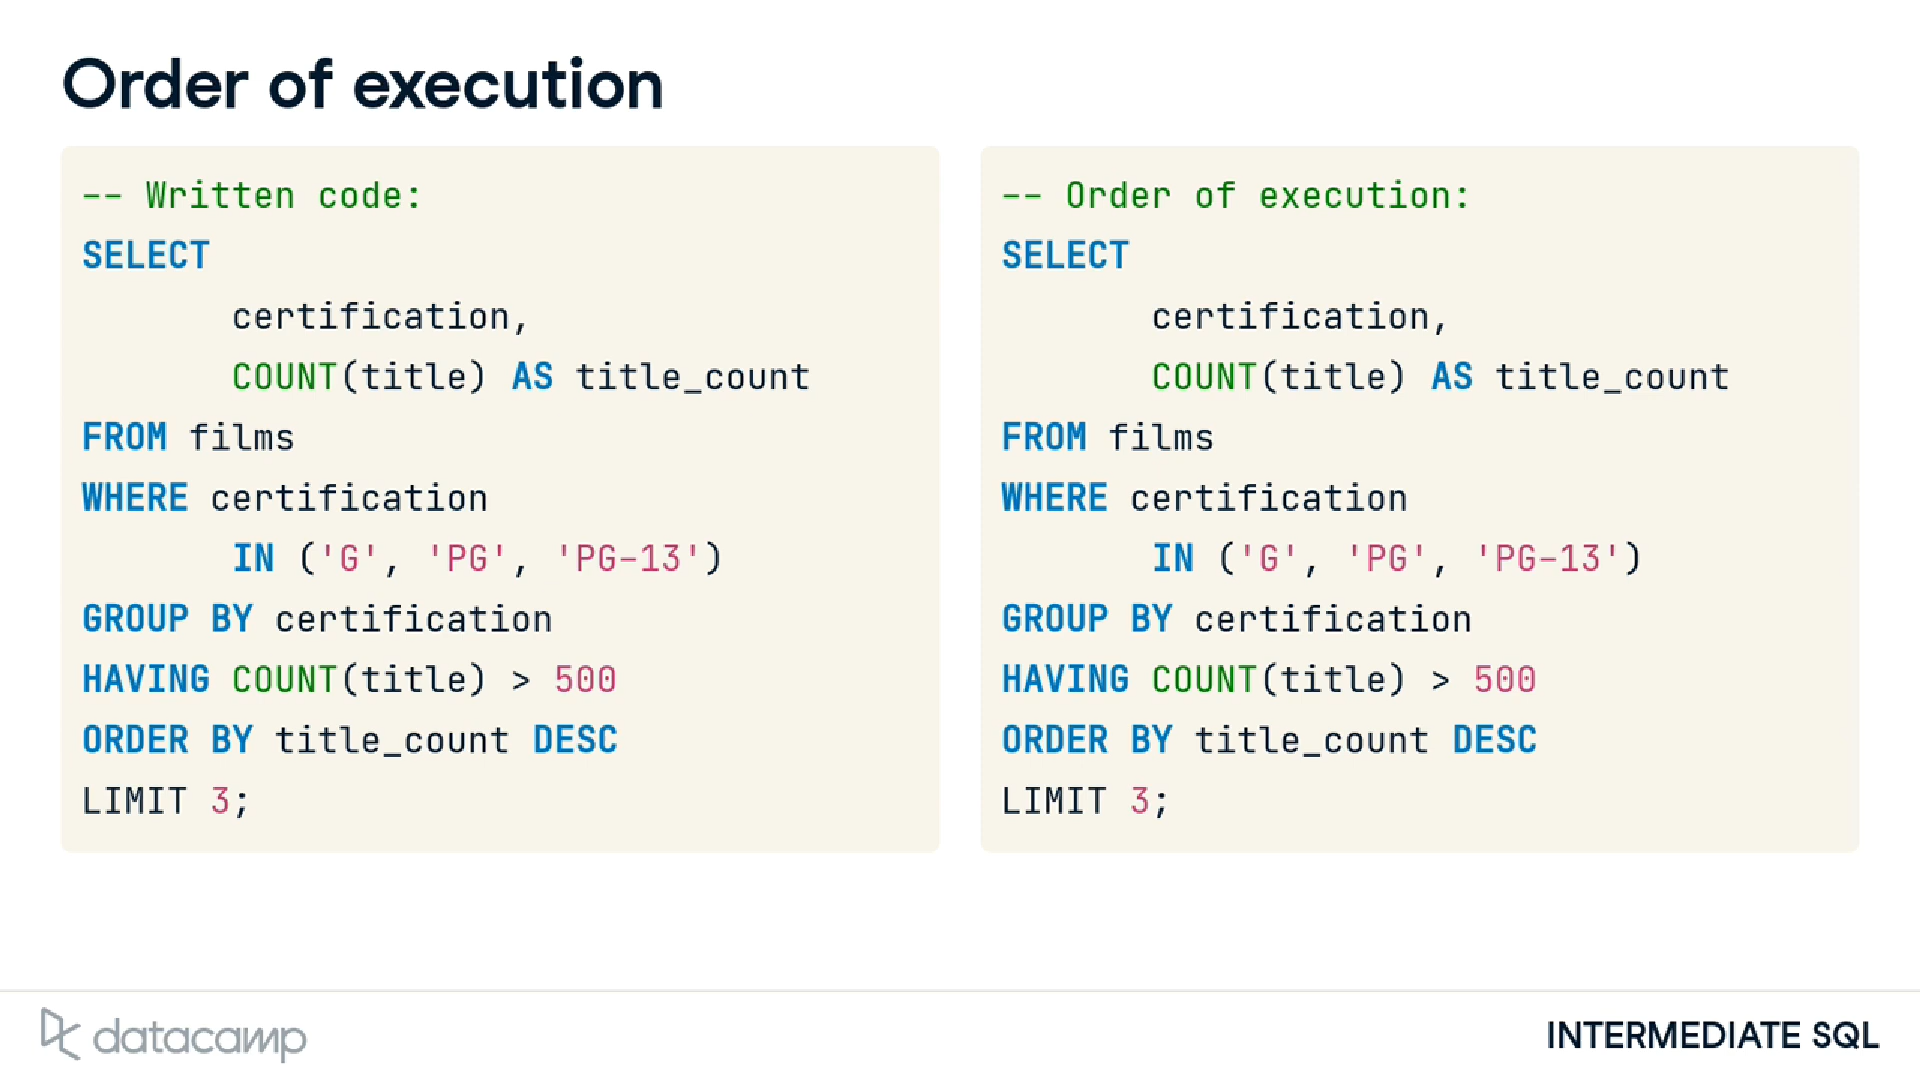 Order of execution
-- Written code:
SELECT
certification,
COUNT(title) AS title_count
FROM films
WHERE certification
IN ('G', 'PG', 'PG-13')
GROUP BY certification
HAVING COUNT(title) > 500
ORDER BY title_count DESC
LIMIT 3;
-- Order of execution:
SELECT
certification,
COUNT(title) AS title_count
FROM films
WHERE certification
IN ('G', 'PG', 'PG-13')
GROUP BY certification
HAVING COUNT(title) > 500
ORDER BY title_count DESC
LIMIT 3;
datacamp
INTERMEDIATE SQL